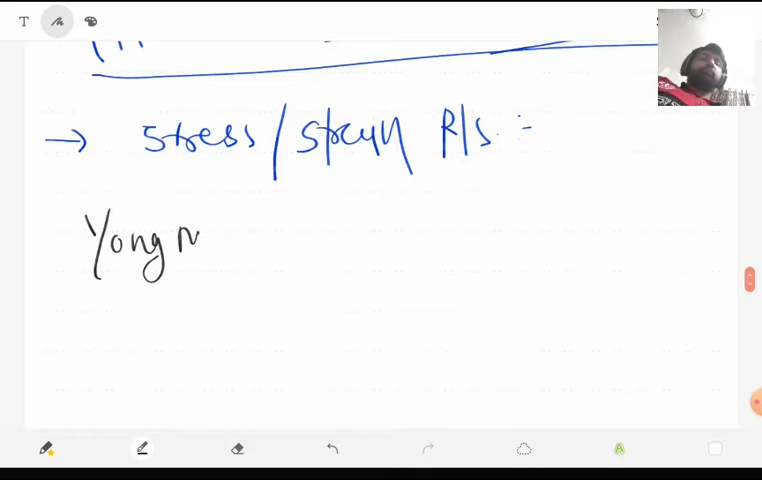 → Stress/Strain R/s :-
Yong M